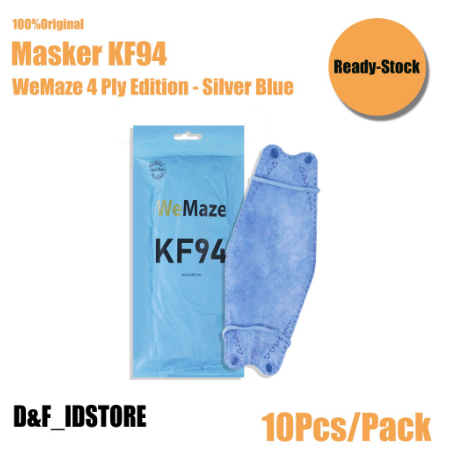 100%Original
Masker KF94
WeMaze 4 Ply Edition - Silver Blue
Ready-Stock
WeMaze
KF94
D&F_IDSTORE
10Pcs/Pack